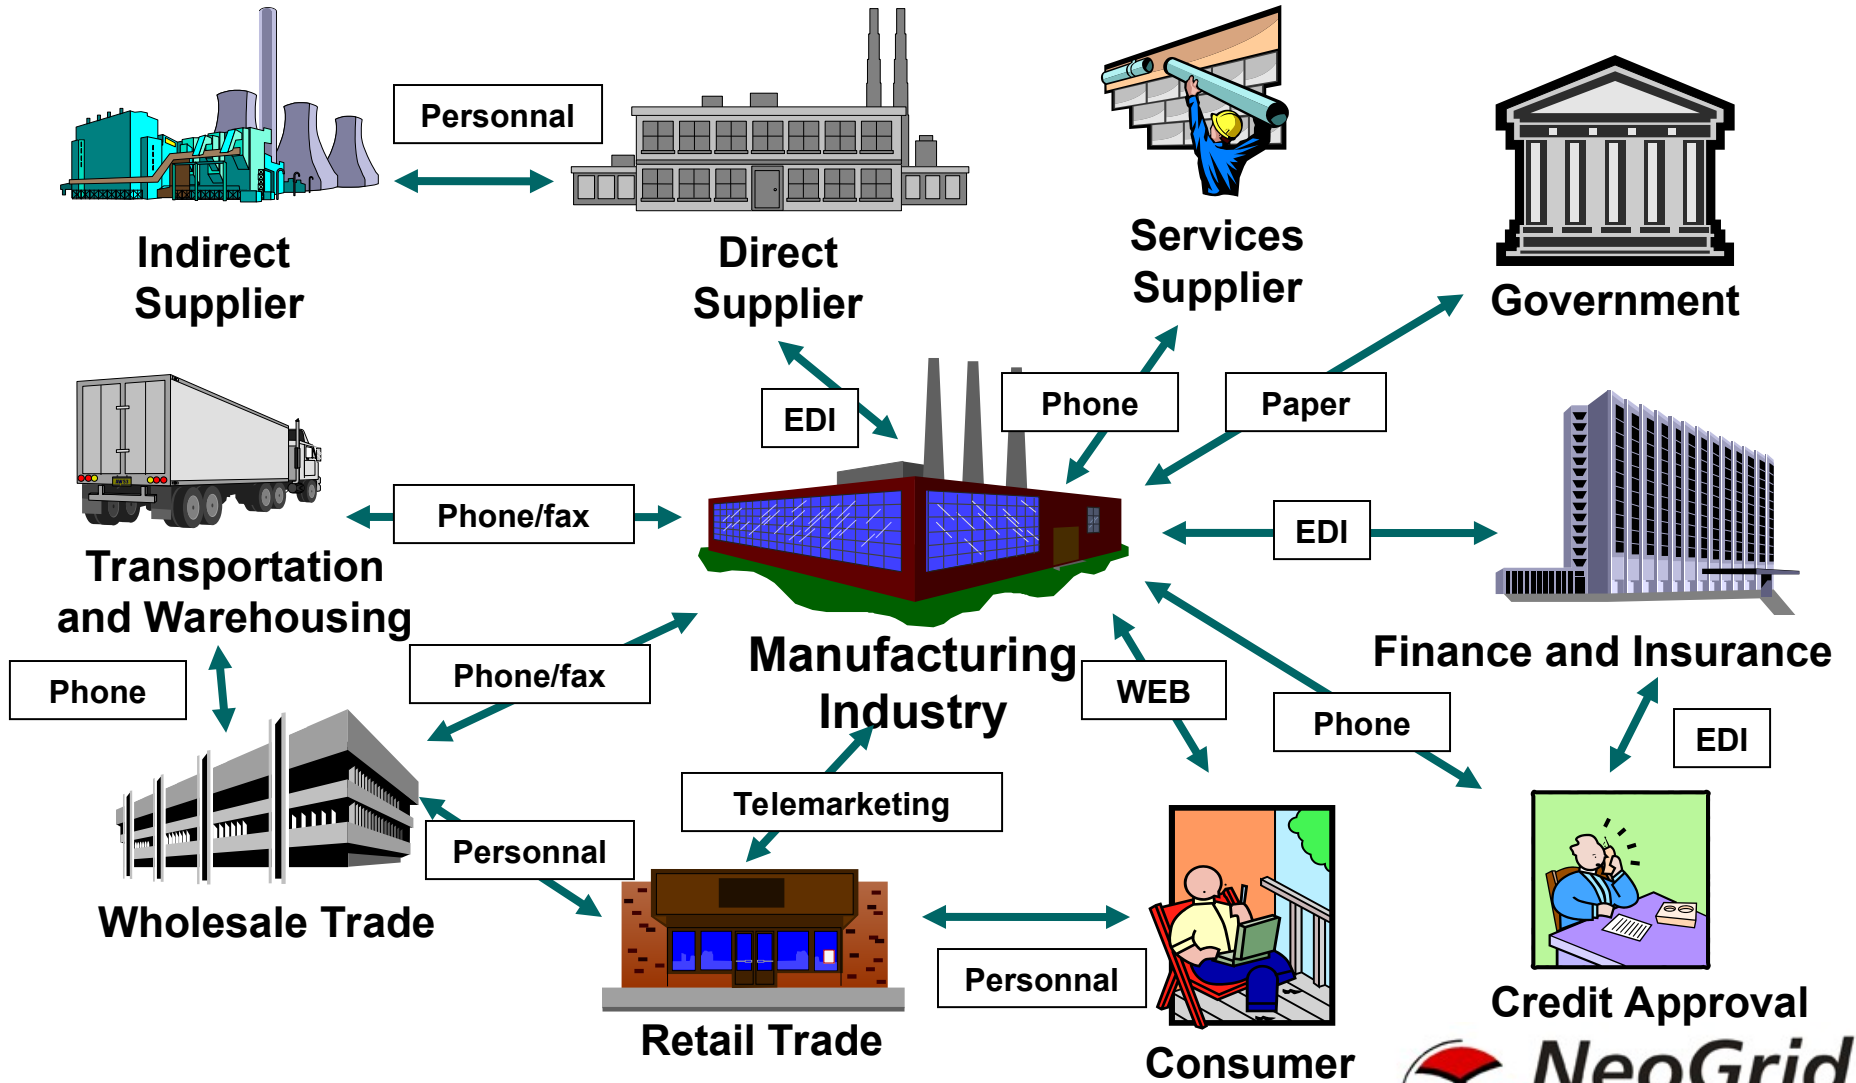 Personnal
Indirect
Supplier
Direct
Supplier
Services
Supplier
Government
EDI
Phone
Paper
Phone/fax
EDI
Transportation
and Warehousing
Manufacturing
Industry
Finance and Insurance
Phone
Phone/fax
WEB
Phone
EDI
Telemarketing
Personnal
Wholesale Trade
Personnal
Retail Trade
Consumer
Credit Approval
NeoGrid